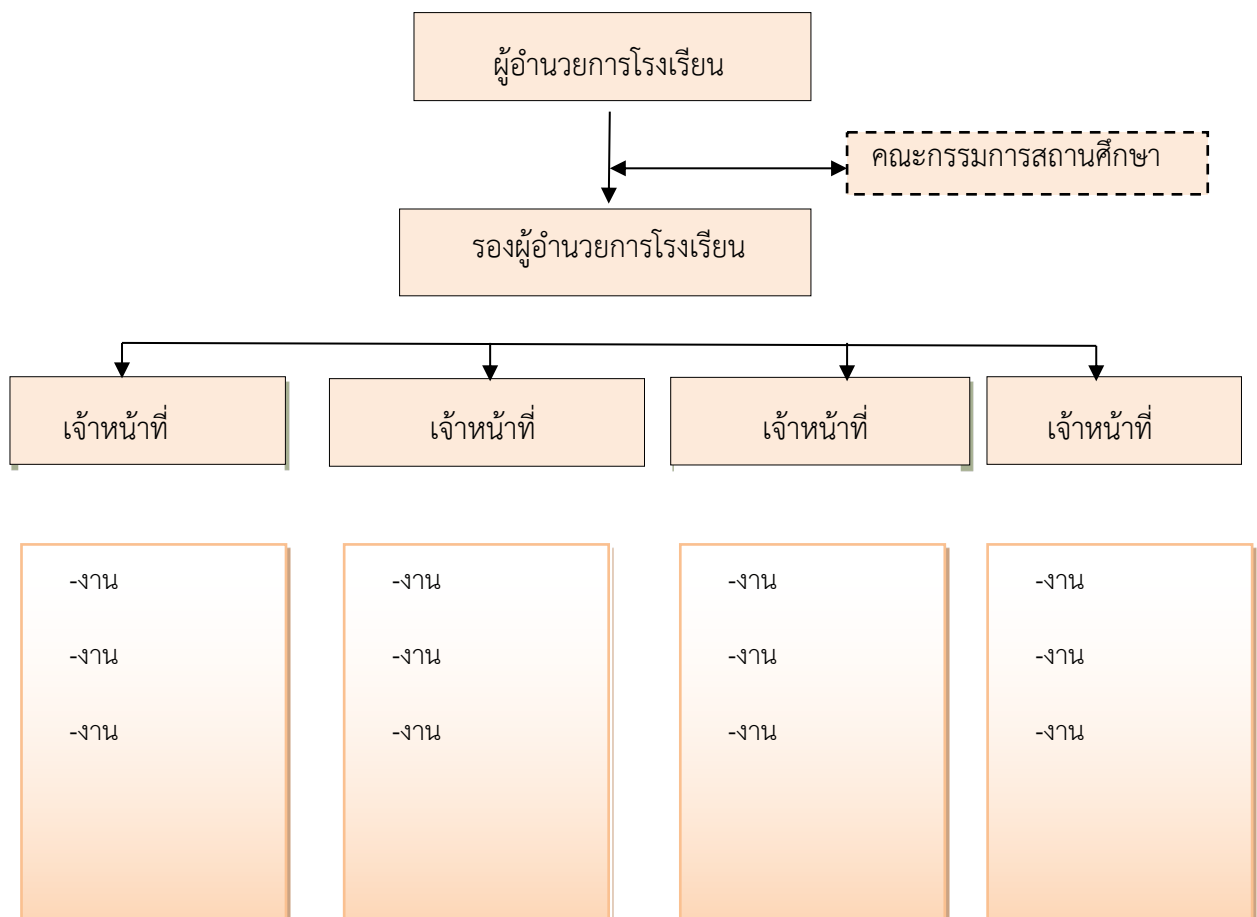 ผู้อำนวยการโรงเรียน
คณะกรรมการสถานศึกษา
รองผู้อำนวยการโรงเรียน
เจ้าหน้าที่
เจ้าหน้าที่
เจ้าหน้าที่
เจ้าหน้าที่
-งาน
-งาน
-งาน
-งาน
-งาน
-งาน
-งาน
-งาน
-งาน
-งาน
-งาน
-งาน